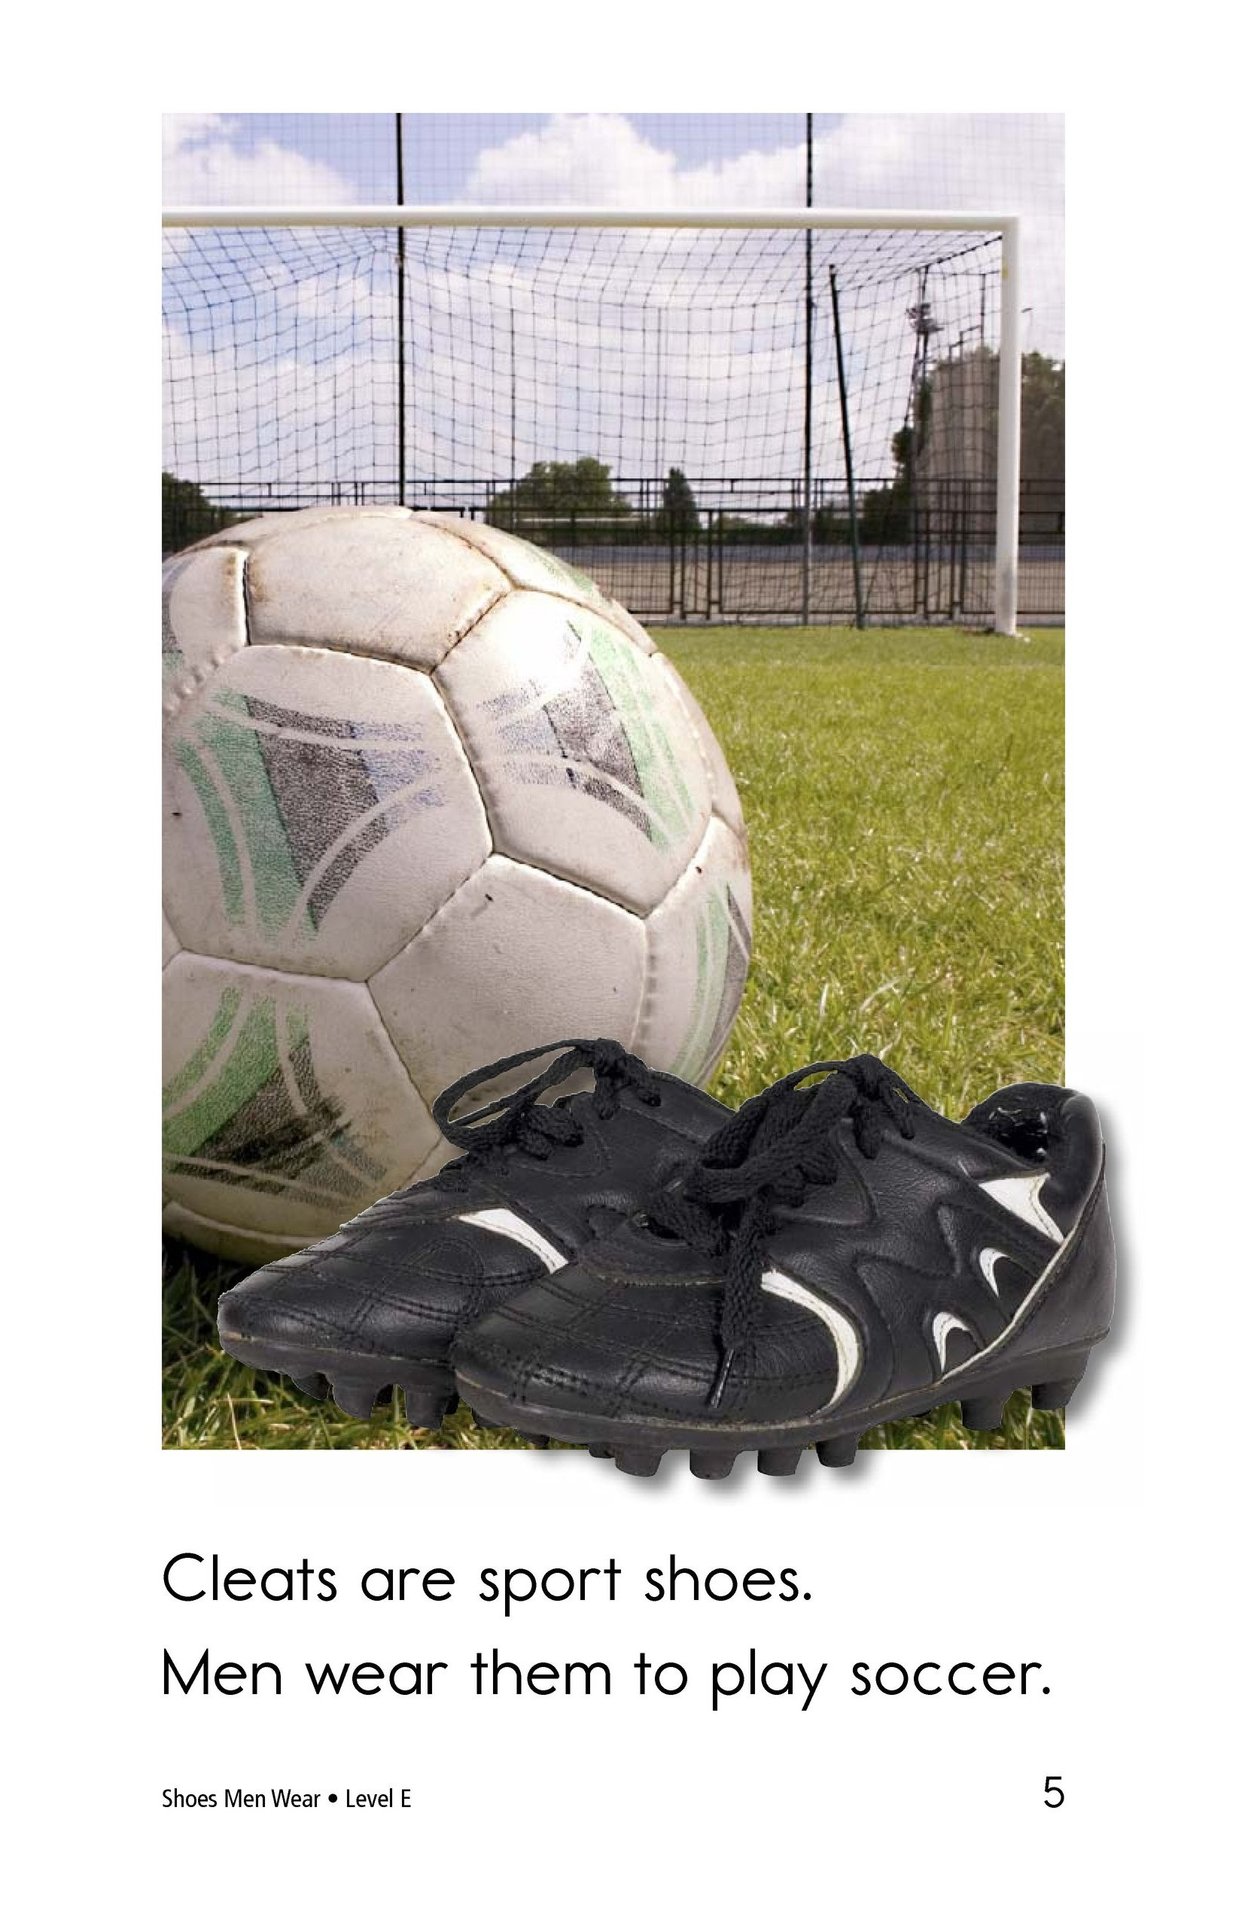 Cleats are sport shoes.
Men wear them to play soccer.
Shoes Men Wear • Level E
5